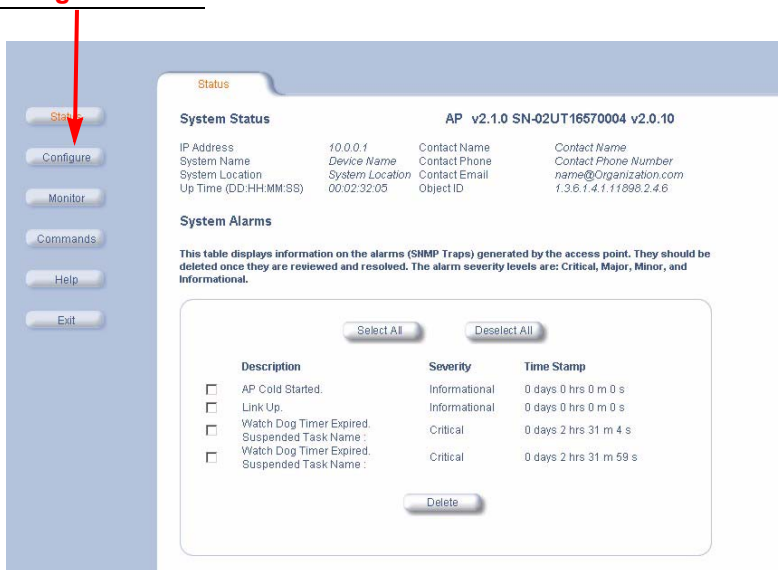 Status
Status
Configure
Monitor
Commands
Help
Exit
System Status AP v2.1.0 SN-02UT16570004 v2.0.10
IP Address 10.0.0.1 Contact Name Contact Name
System Name Device Name Contact Phone Contact Phone Number
System Location System Location Contact Email name@Organization.com
Up Time (DD:HH:MM:SS) 00:02:32:05 Object ID 1.3.6.1.4.1.11898.2.4.6
System Alarms
This table displays information on the alarms (SNMP Traps) generated by the access point. They should be
deleted once they are reviewed and resolved. The alarm severity levels are: Critical, Major, Minor, and
Informational.
Select All Deselect All
Description Severity Time Stamp
AP Cold Started. Informational 0 days 0 hrs 0 m 0 s
Link Up. Informational 0 days 0 hrs 0 m 0 s
Watch Dog Timer Expired.
Suspended Task Name : Critical 0 days 2 hrs 31 m 4 s
Watch Dog Timer Expired.
Suspended Task Name : Critical 0 days 2 hrs 31 m 59 s
Delete